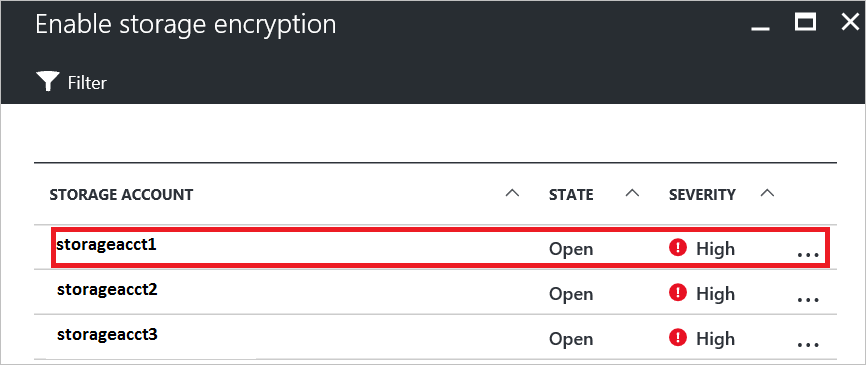 Enable storage encryption
Filter
STORAGE ACCOUNT STATE SEVERITY
storageacct1 Open High ...
storageacct2 Open High ...
storageacct3 Open High ...